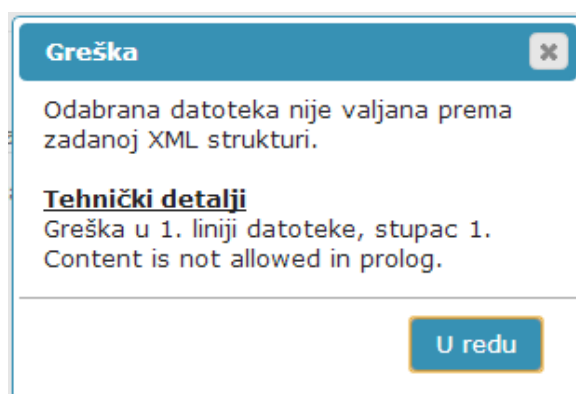 Greška
Odabrana datoteka nije valjana prema
zadanoj XML strukturi.
Tehnički detalji
Greška u 1. liniji datoteke, stupac 1.
Content is not allowed in prolog.
U redu